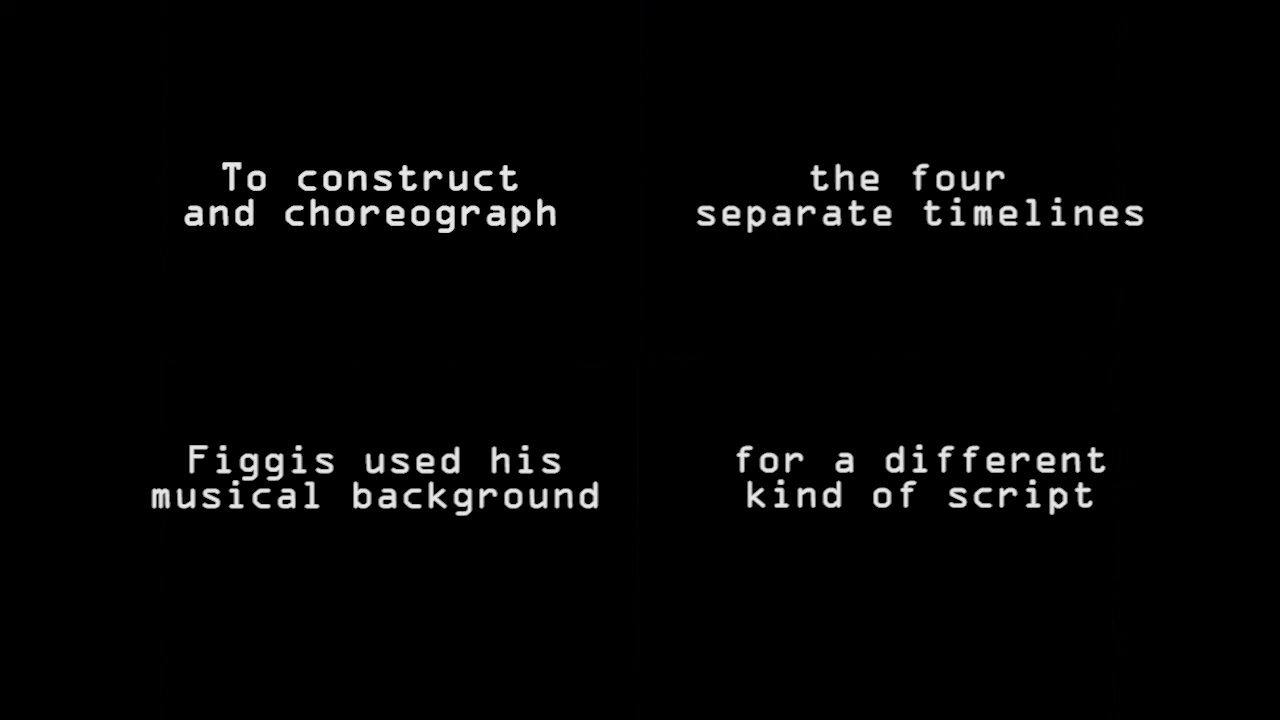 To construct
and choreograph
the four
separate timelines
Figgis used his
musical background
for a different
kind of script